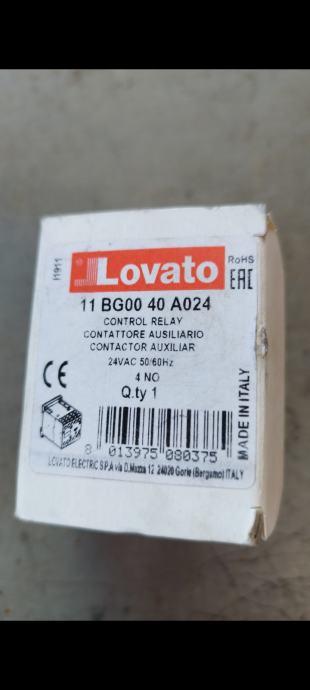 I1911
Lovato
RoHS
EAC
11 BG00 40 A024
CONTROL RELAY
CONTATTORE AUSILIARIO
CONTACTOR AUXILIAR
24VAC 50/60Hz
4 NO
Q.ty 1
CE
MADE IN ITALY
8 013975 080375
LOVATO ELECTRIC S.P.A via D.Mazza 12 24020 Gorle (Bergamo) ITALY